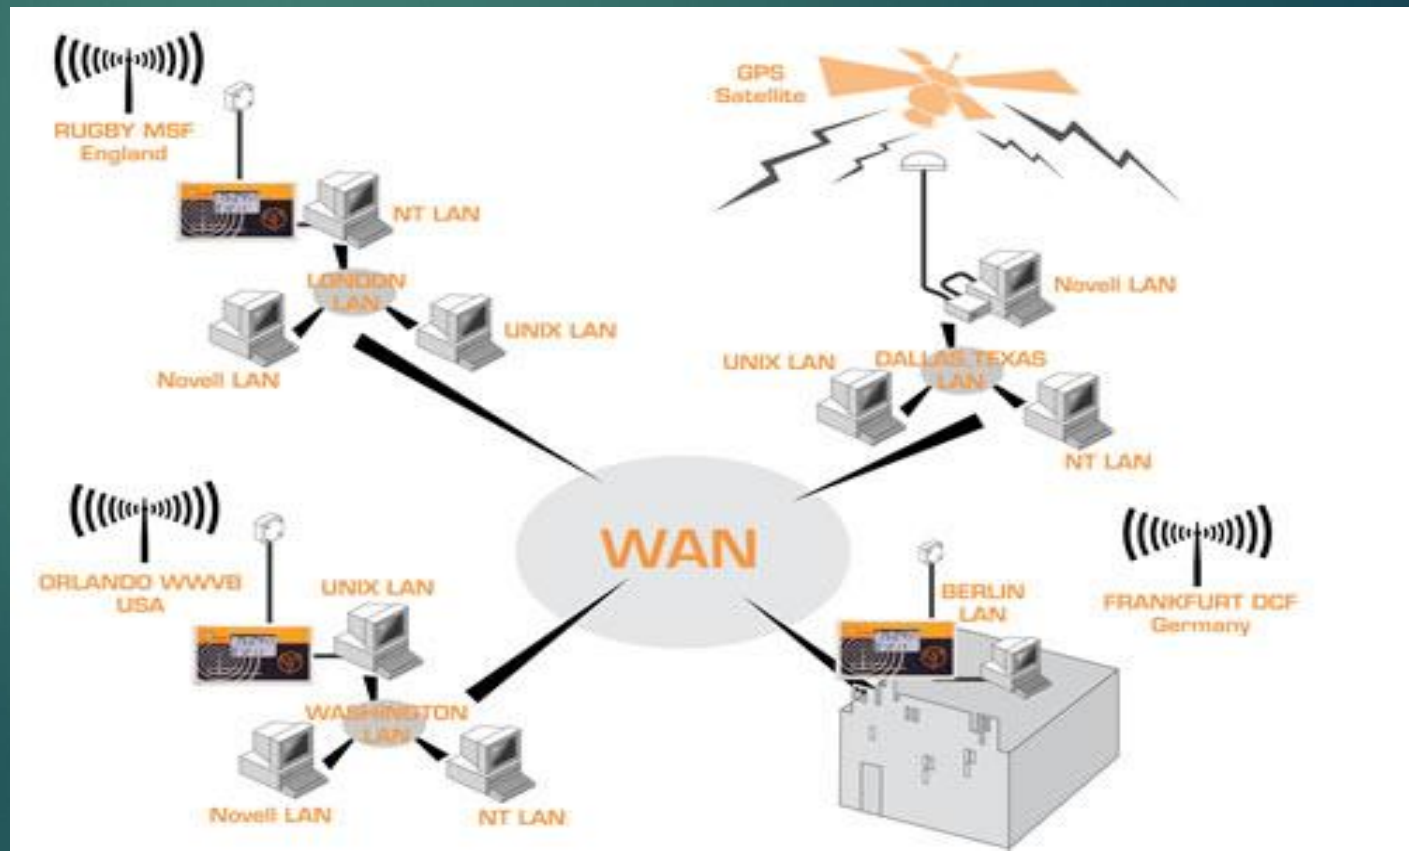 RUGBY MSF
England
GPS
Satellite
NT LAN
LONDON
LAN
UNIX LAN
Novell LAN
Novell LAN
UNIX LAN
DALLAS TEXAS
LAN
NT LAN
WAN
ORLANDO WWVB
USA
UNIX LAN
WASHINGTON
LAN
Novell LAN
NT LAN
BERLIN
LAN
FRANKFURT DCF
Germany